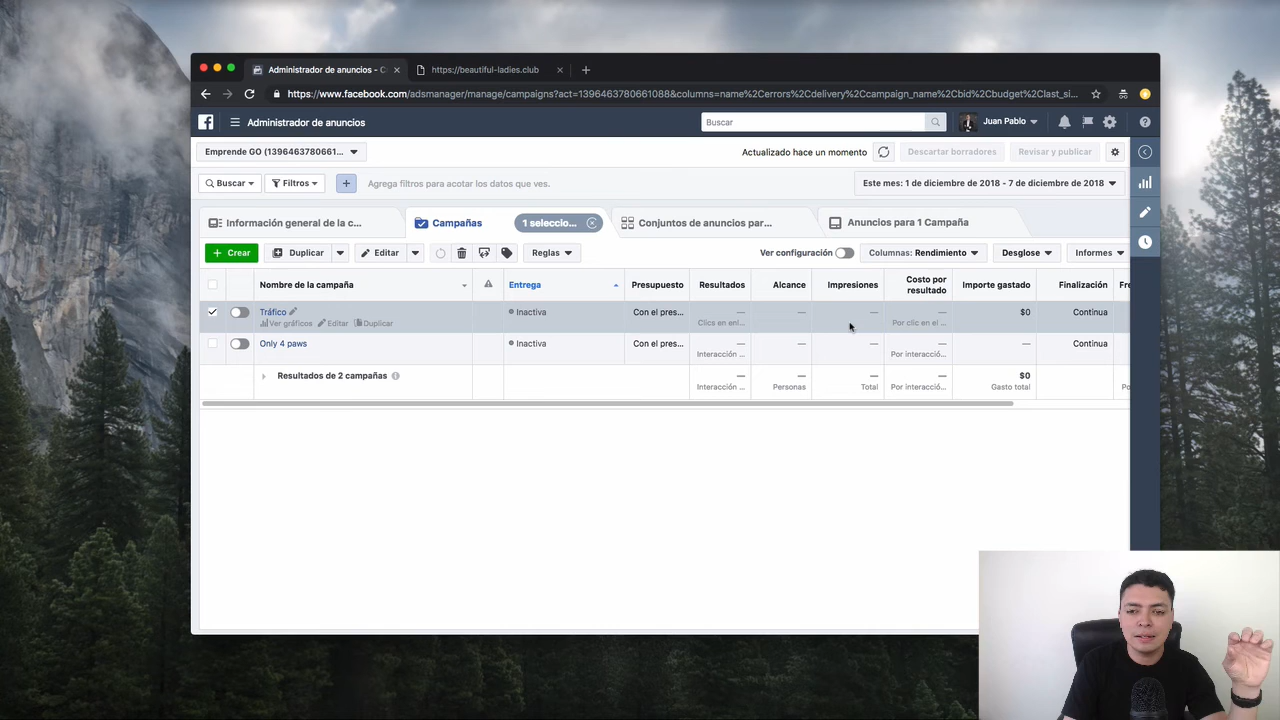 Administrador de anuncios - C
https://beautiful-ladies.club
https://www.facebook.com/adsmanager/manage/campaigns?act=1396463780661088&columns=name%2Cerrors%2Cdelivery%2Ccampaign_name%2Cbid%2Cbudget%2Clast_si...
Administrador de anuncios
Buscar
Juan Pablo
Emprende GO (139646378066​1...
Actualizado hace un momento
Descartar borradores
Revisar y publicar
Buscar
Filtros
Agrega filtros para acotar los datos que ves.
Este mes: 1 de diciembre de 2018 - 7 de diciembre de 2018
Información general de la c...
Campañas
1 seleccio...
Conjuntos de anuncios par...
Anuncios para 1 Campaña
+ Crear
Duplicar
Editar
Reglas
Ver configuración
Columnas: Rendimiento
Desglose
Informes
Nombre de la campaña
Entrega
Presupuesto
Resultados
Alcance
Impresiones
Costo por
resultado
Importe gastado
Finalización
Fre
Tráfico
Inactiva
Con el pres...
—
—
—
—
$0
Continua
Ver gráficos
Editar
Duplicar
Clics en enl...
Por clic en el ...
Only 4 paws
Inactiva
Con el pres...
—
—
—
—
—
Continua
Interacción ...
Por interacció...
Resultados de 2 campañas
—
—
—
—
$0
Interacción ...
Personas
Total
Por interacció...
Gasto total
Po